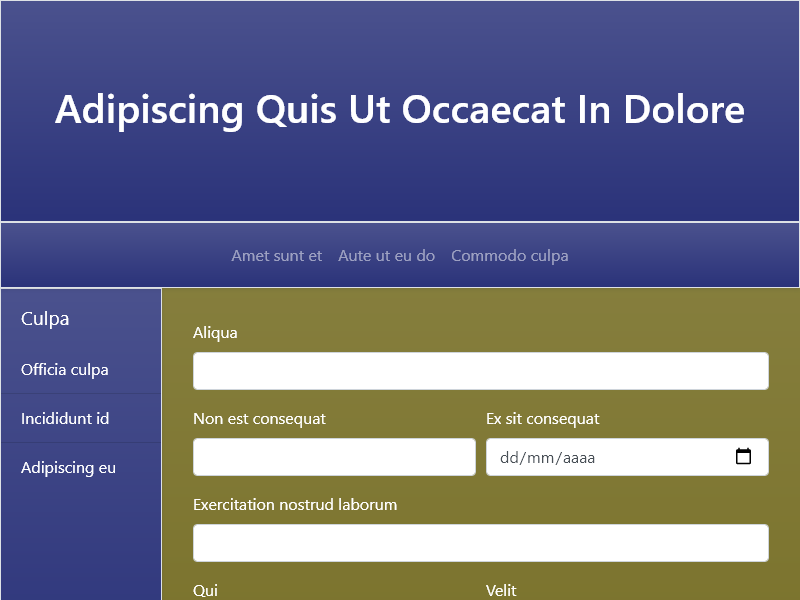 Adipiscing Quis Ut Occaecat In Dolore
Amet sunt et Aute ut eu do Commodo culpa
Culpa
Officia culpa
Incididunt id
Adipiscing eu
Aliqua
Non est consequat Ex sit consequat
dd/mm/aaaa
Exercitation nostrud laborum
Qui Velit